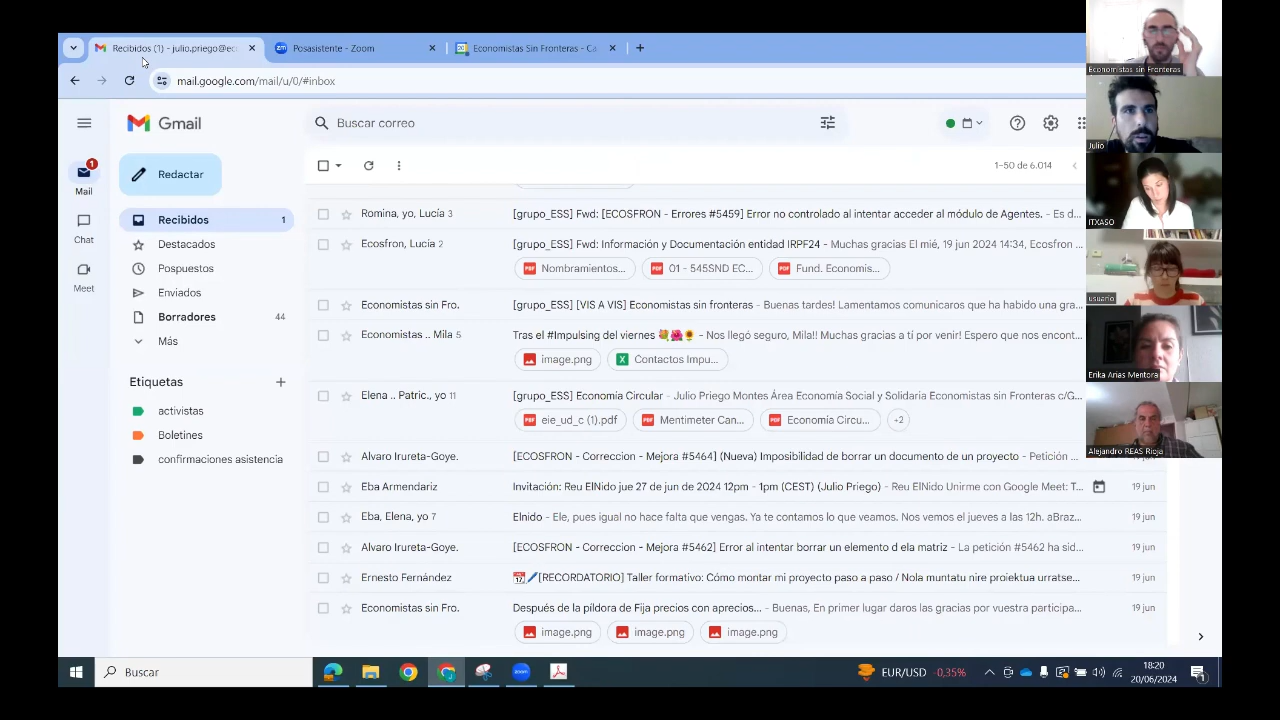 Recibidos (1) - julio.priego@ec
Posasistente - Zoom
Economistas Sin Fronteras - Ca
mail.google.com/mail/u/0/#inbox
Gmail
Buscar correo
1
Mail
Chat
Meet
Redactar
Recibidos 1
Destacados
Pospuestos
Enviados
Borradores 44
Más
Etiquetas
activistas
Boletines
confirmaciones asistencia
1-50 de 6.014
Romina, yo, Lucía 3 [grupo_ESS] Fwd: [ECOSFRON - Errores #5459] Error no controlado al intentar acceder al módulo de Agentes. - Es d...
Ecosfron, Lucía 2 [grupo_ESS] Fwd: Información y Documentación entidad IRPF24 - Muchas gracias El mié, 19 jun 2024 14:34, Ecosfron ...
PDF Nombramientos... PDF 01 - 545SND EC... PDF Fund. Economis...
Economistas sin fro. [grupo_ESS] [VIS A VIS] Economistas sin fronteras - Buenas tardesLamentamos comunicaros que ha habido una gra...
Economistas .. Mila 5 Tras el #Impulsing del viernes - Nos llegó seguro, Mila!! Muchas gracias a tí por venir! Espero que nos encont...
image.png X Contactos Impu...
Elena .. Patric., yo 11 [grupo_ESS] Economía Circular - Julio Priego Montes Área Economía Social y Solidaria Economistas sin Fronteras c/G...
PDF eie_ud_c (1).pdf PDF Mentimeter Can... PDF Economía Circu... +2
Alvaro Irureta-Goye. [ECOSFRON - Correccion - Mejora #5464] (Nueva) Imposibilidad de borrar un documento de un proyecto - Petición
Eba Armendariz Invitación: Reu ElNido jue 27 de jun de 2024 12pm - 1pm (CEST) (Julio Priego) - Reu ElNido Unirme con Google Meet: T... 19 jun
Eba, Elena, yo 7 Elnido - Ele, pues igual no hace falta que vengas. Ya te contamos lo que veamos. Nos vemos el jueves a las 12h. aBraz... 19 jun
Alvaro Irureta-Goye. [ECOSFRON - Correccion - Mejora #5462] Error al intentar borrar un elemento d ela matriz - La petición #5462 ha sid... 19 jun
Ernesto Fernández [RECORDATORIO] Taller formativo: Cómo montar mi proyecto paso a paso / Nola muntatu nire proiektua urratse... 19 jun
Economistas sin Fro. Después de la píldora de Fija precios con aprecios... - Buenas, En primer lugar daros las gracias por vuestra participa... 19 jun
image.png image.png image.png
Economistas sin Fronteras
Julio
ITXASO
usuario
Erika Arias Mentora
Alejandro REAS Rioja
Buscar
EUR/USD -0,35%
18:20
20/06/2024
1